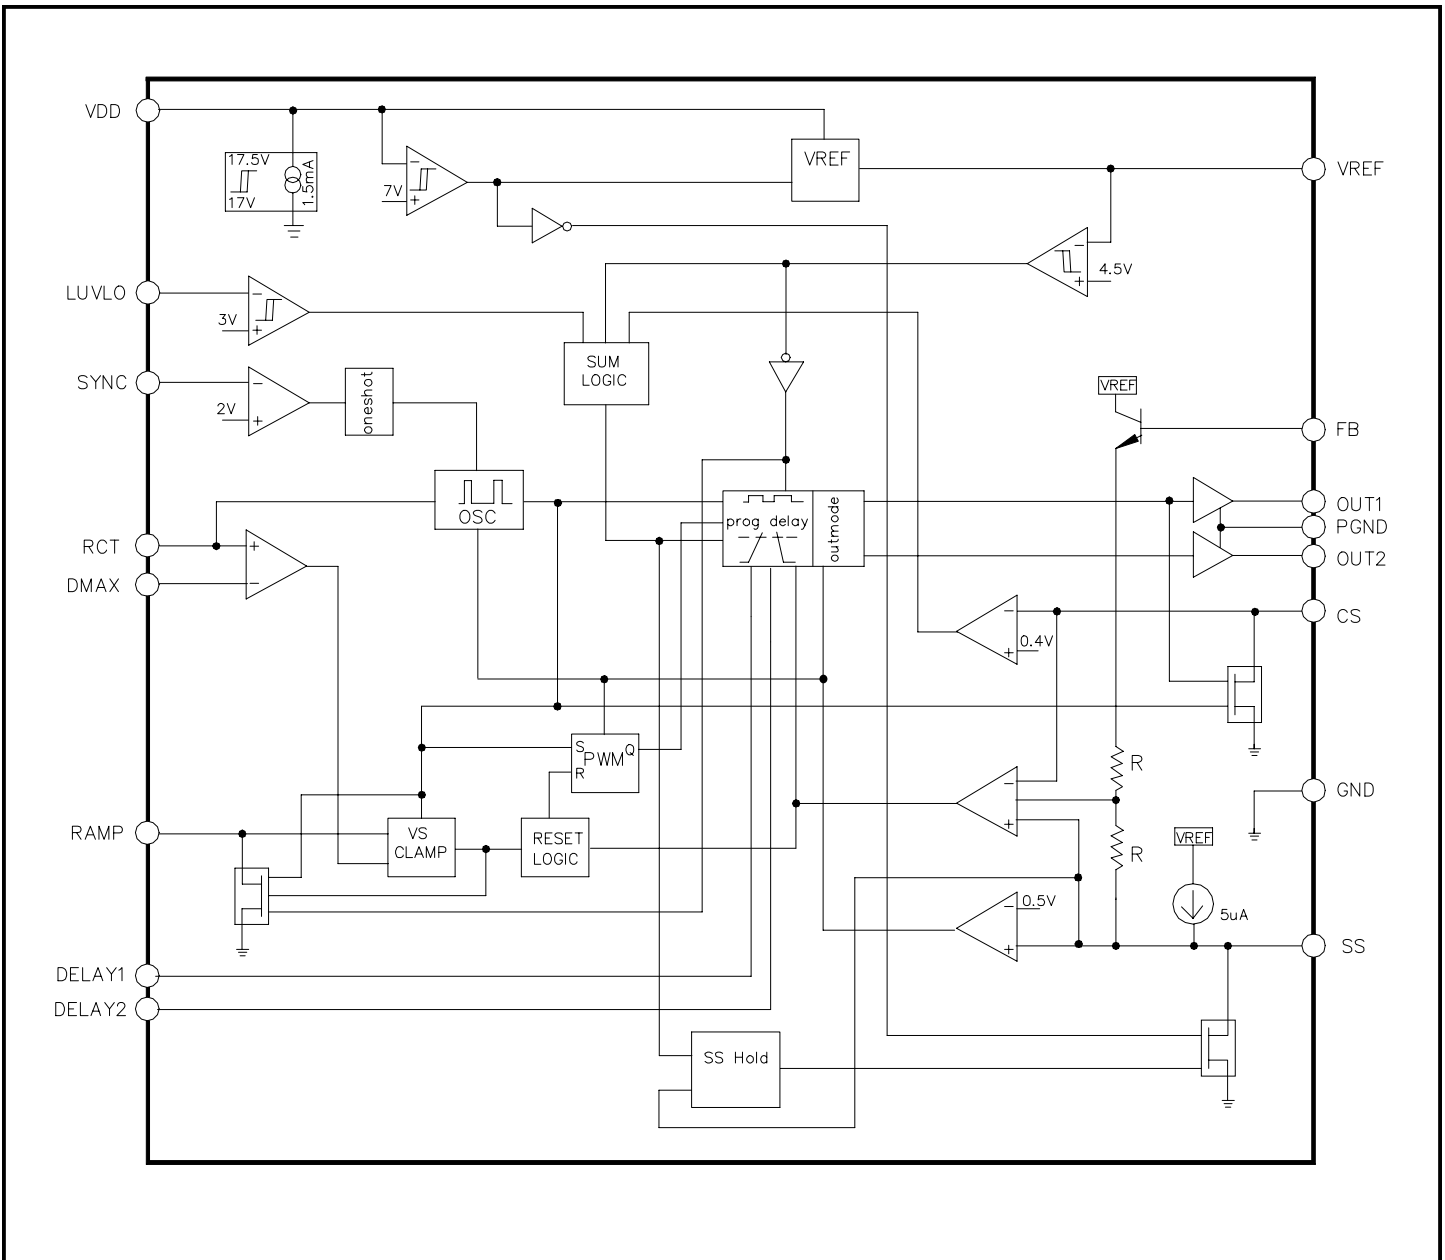 VDD
17.5V
17V
1.5mA
7V
-
+
VREF
VREF
-
+
4.5V
LUVLO
-
3V
+
SUM
LOGIC
SYNC
-
2V
+
oneshot
VREF
FB
OSC
prog delay
outmode
OUT1
PGND
OUT2
RCT
+
DMAX
-
-
0.4V
+
CS
S
PWM
Q
R
R
-
+
GND
RAMP
VS
CLAMP
RESET
LOGIC
R
VREF
-
0.5V
+
5uA
SS
DELAY1
DELAY2
SS Hold